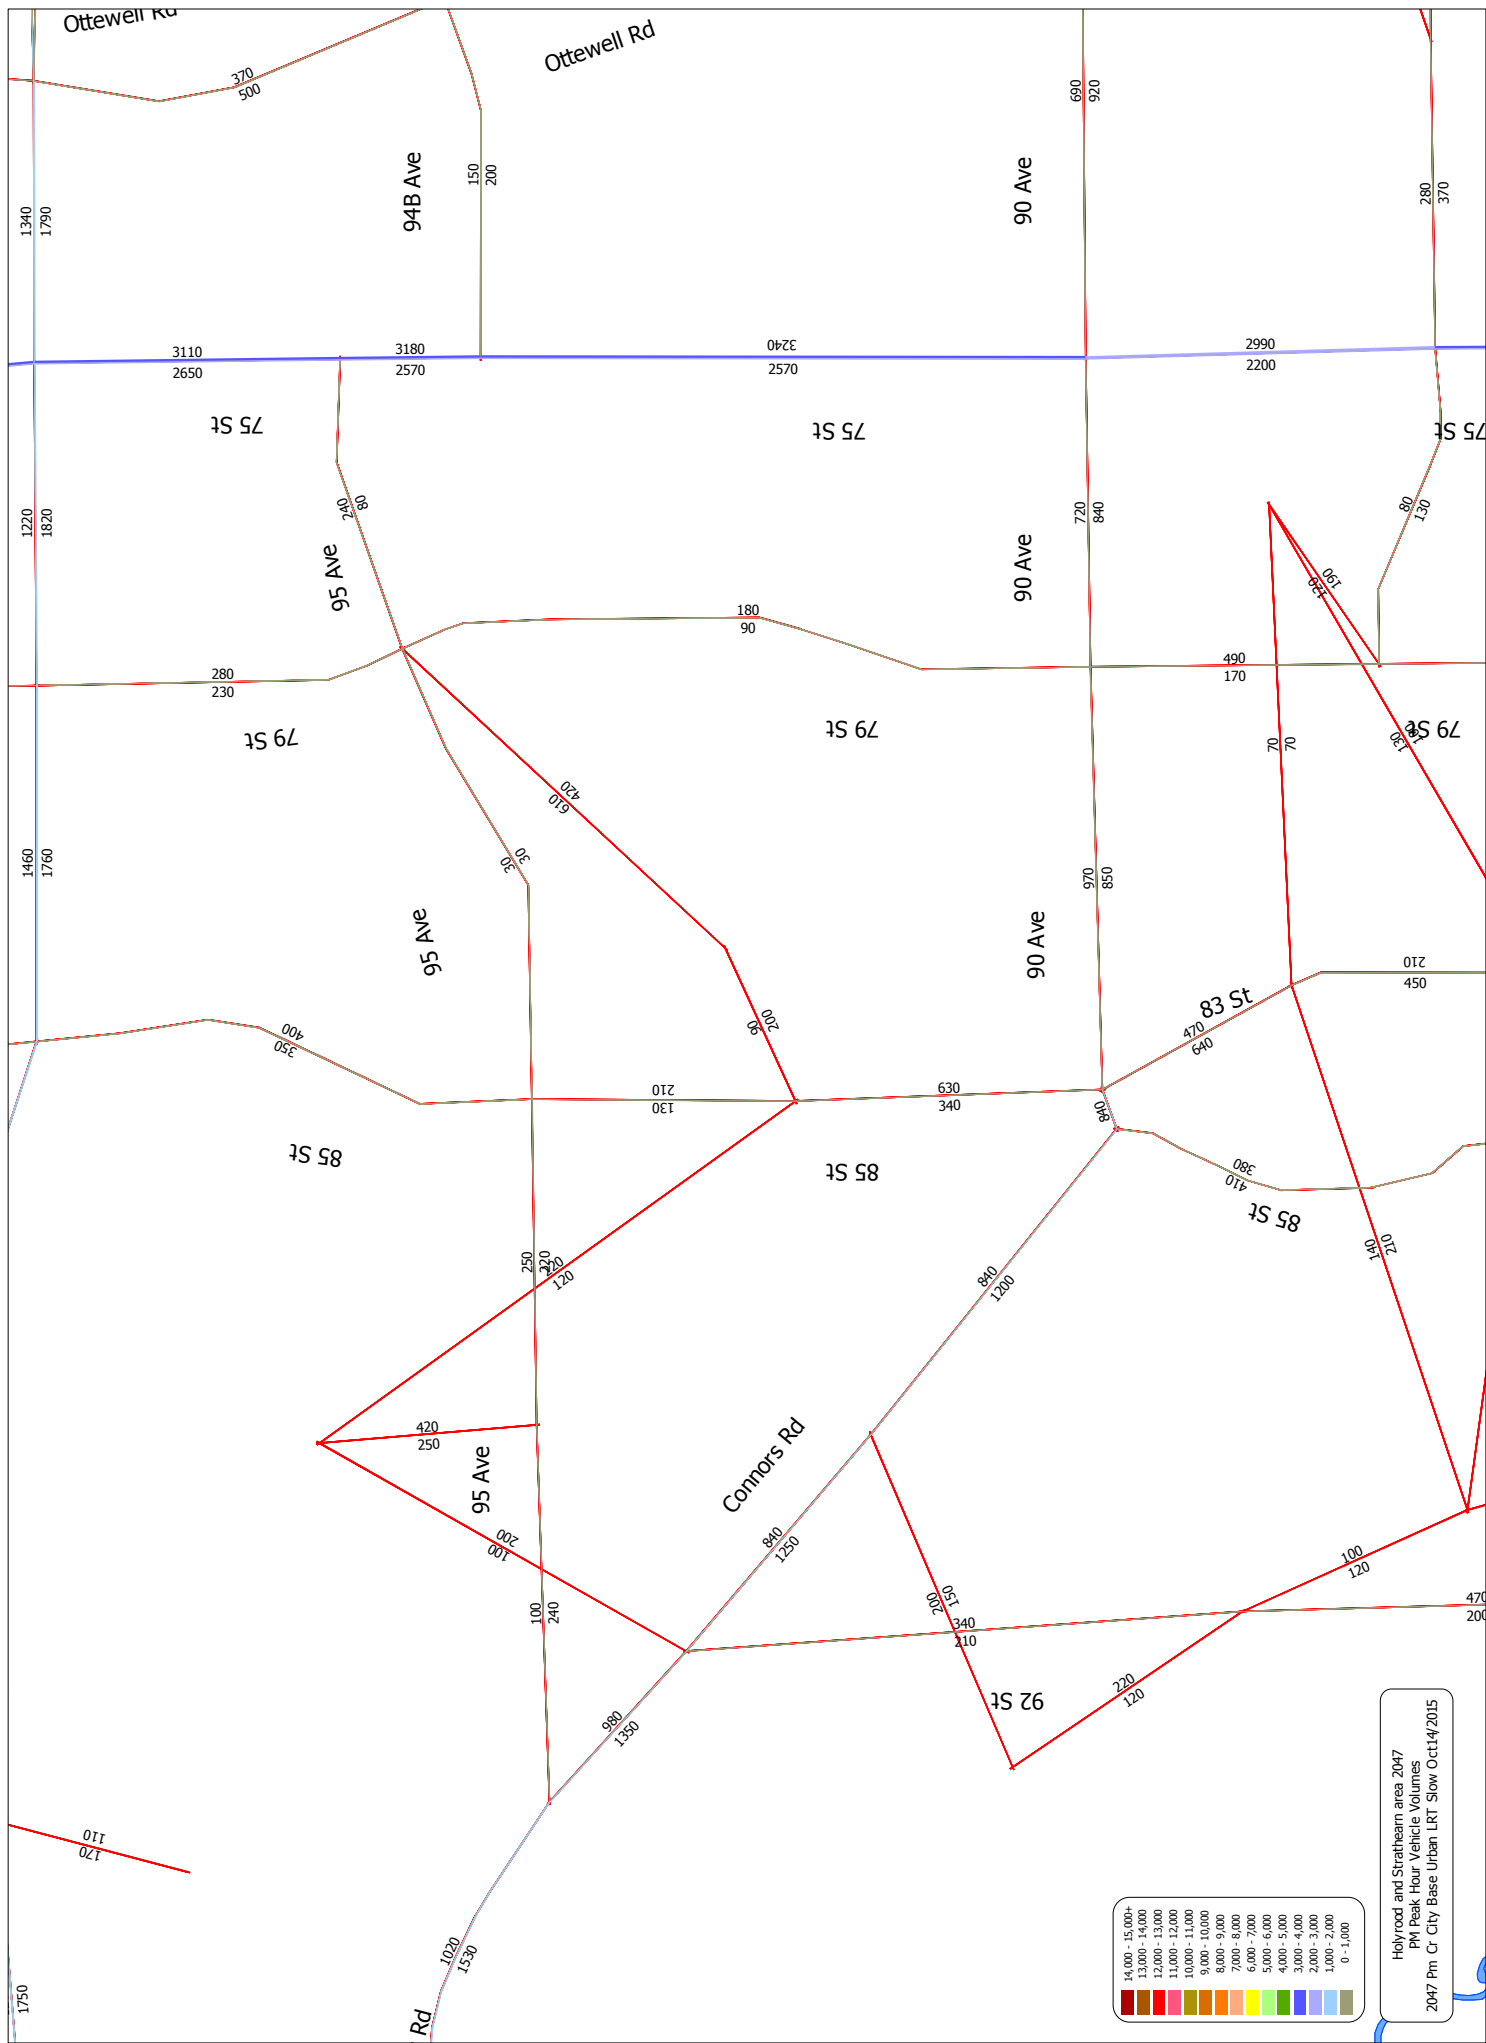 Ottewell Rd
Ottewell Rd
370
500
690
920
94B Ave
150
200
90 Ave
280
370
1340
1790
3110
2650
3180
2570
3240
2570
2990
2200
75 St
75 St
75 St
1220
1820
240
80
95 Ave
720
840
90 Ave
80
130
190
120
180
90
280
230
490
170
79 St
79 St
79 St
70
70
130
100
420
610
1460
1760
30
30
970
850
95 Ave
90 Ave
210
450
83 St
470
640
90
200
400
350
210
130
630
340
840
85 St
85 St
380
410
85 St
250
220
220
120
840
1200
140
210
420
250
95 Ave
Connors Rd
200
100
840
1250
100
240
150
200
340
210
100
120
470
200
92 St
220
120
980
1350
110
170
1020
1530
1750
Rd
14,000 - 15,000+
13,000 - 14,000
12,000 - 13,000
11,000 - 12,000
10,000 - 11,000
9,000 - 10,000
8,000 - 9,000
7,000 - 8,000
6,000 - 7,000
5,000 - 6,000
4,000 - 5,000
3,000 - 4,000
2,000 - 3,000
1,000 - 2,000
0 - 1,000
Holyrood and Strathearn area 2047
PM Peak Hour Vehicle Volumes
2047 Pm Cr City Base Urban LRT Slow Oct14/2015